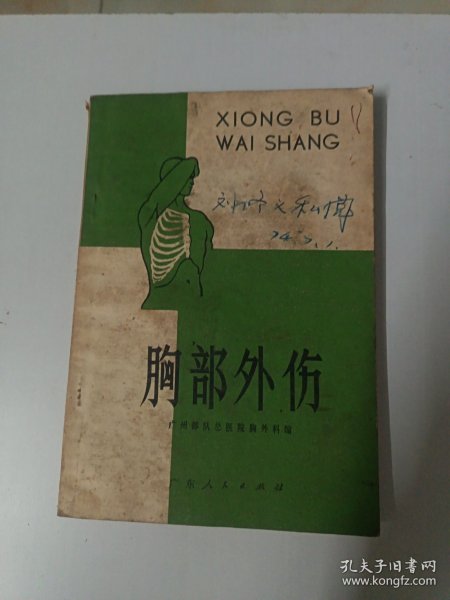 XIONG BU
WAI SHANG
胸部外伤
广州部队总医院胸外科编
广东人民出版社
孔夫子旧书网
www.kongfz.com